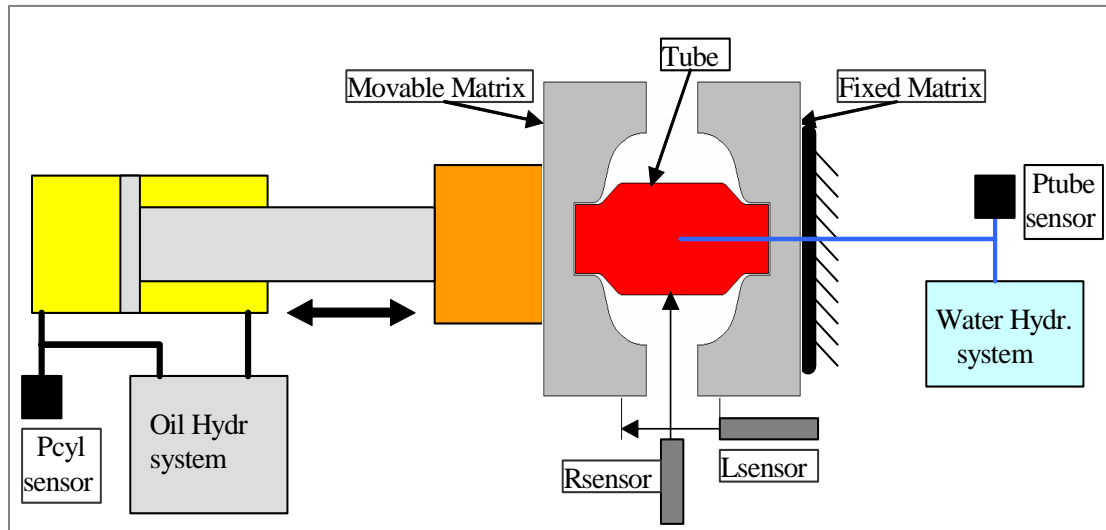 Tube
Movable Matrix
Fixed Matrix
Ptube
sensor
Water Hydr.
system
Oil Hydr
system
Pcyl
sensor
Lsensor
Rsensor